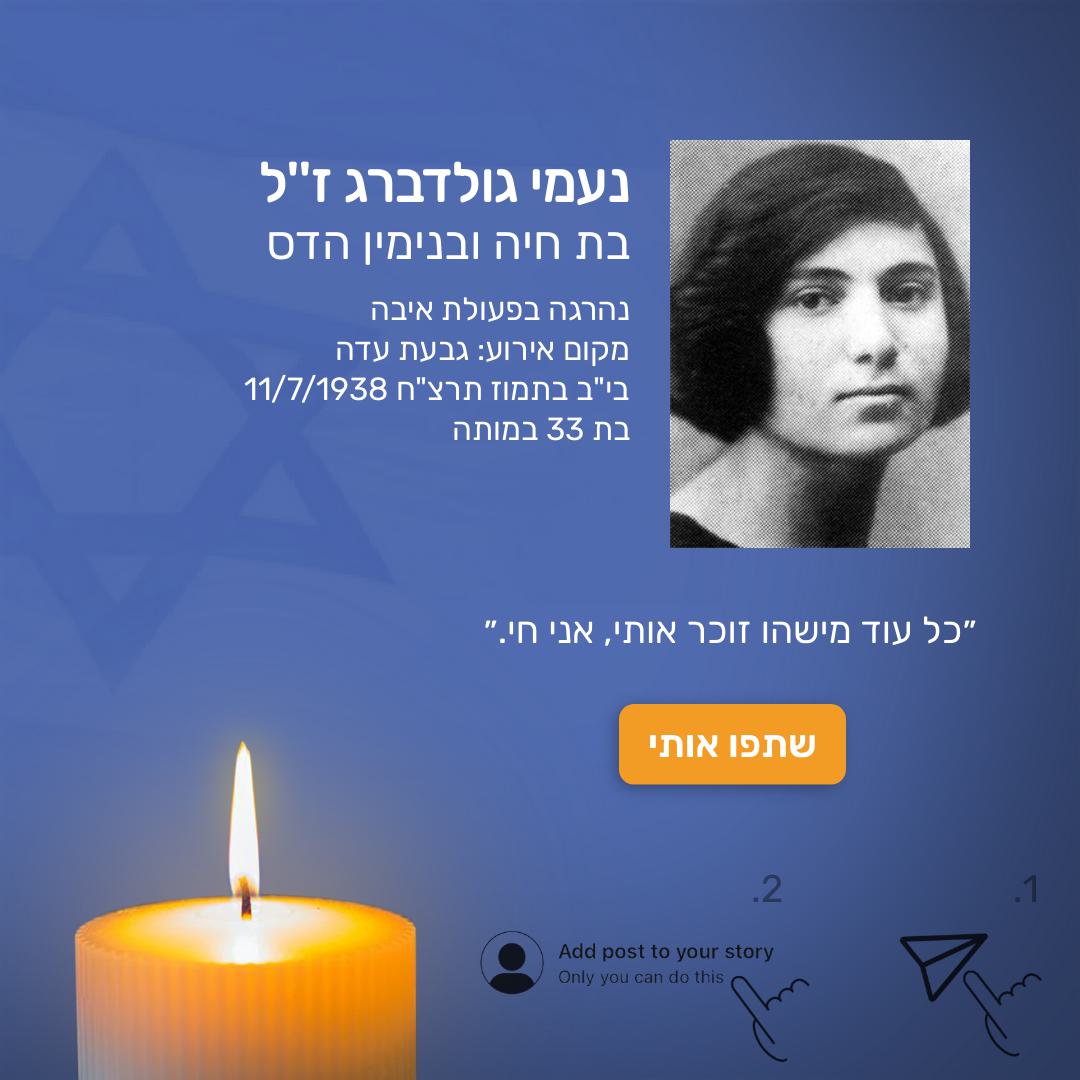 נעמי גולדברג ז"ל
בת חיה ובנימין הדס
נהרגה בפעולת איבה
מקום אירוע: גבעת עדה
בי"ב בתמוז תרצ"ח 11/7/1938
בת 33 במותה
״כל עוד מישהו זוכר אותי, אני חי.״
שתפו אותי
1.
2.
Add post to your story
Only you can do this